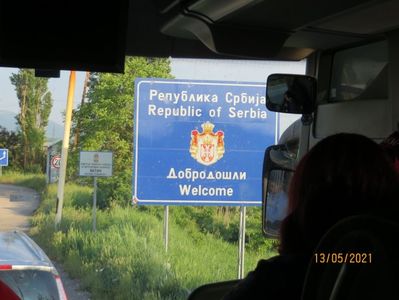 Република Србија
Republic of Serbia
Добродошли
Welcome
13/05/2021